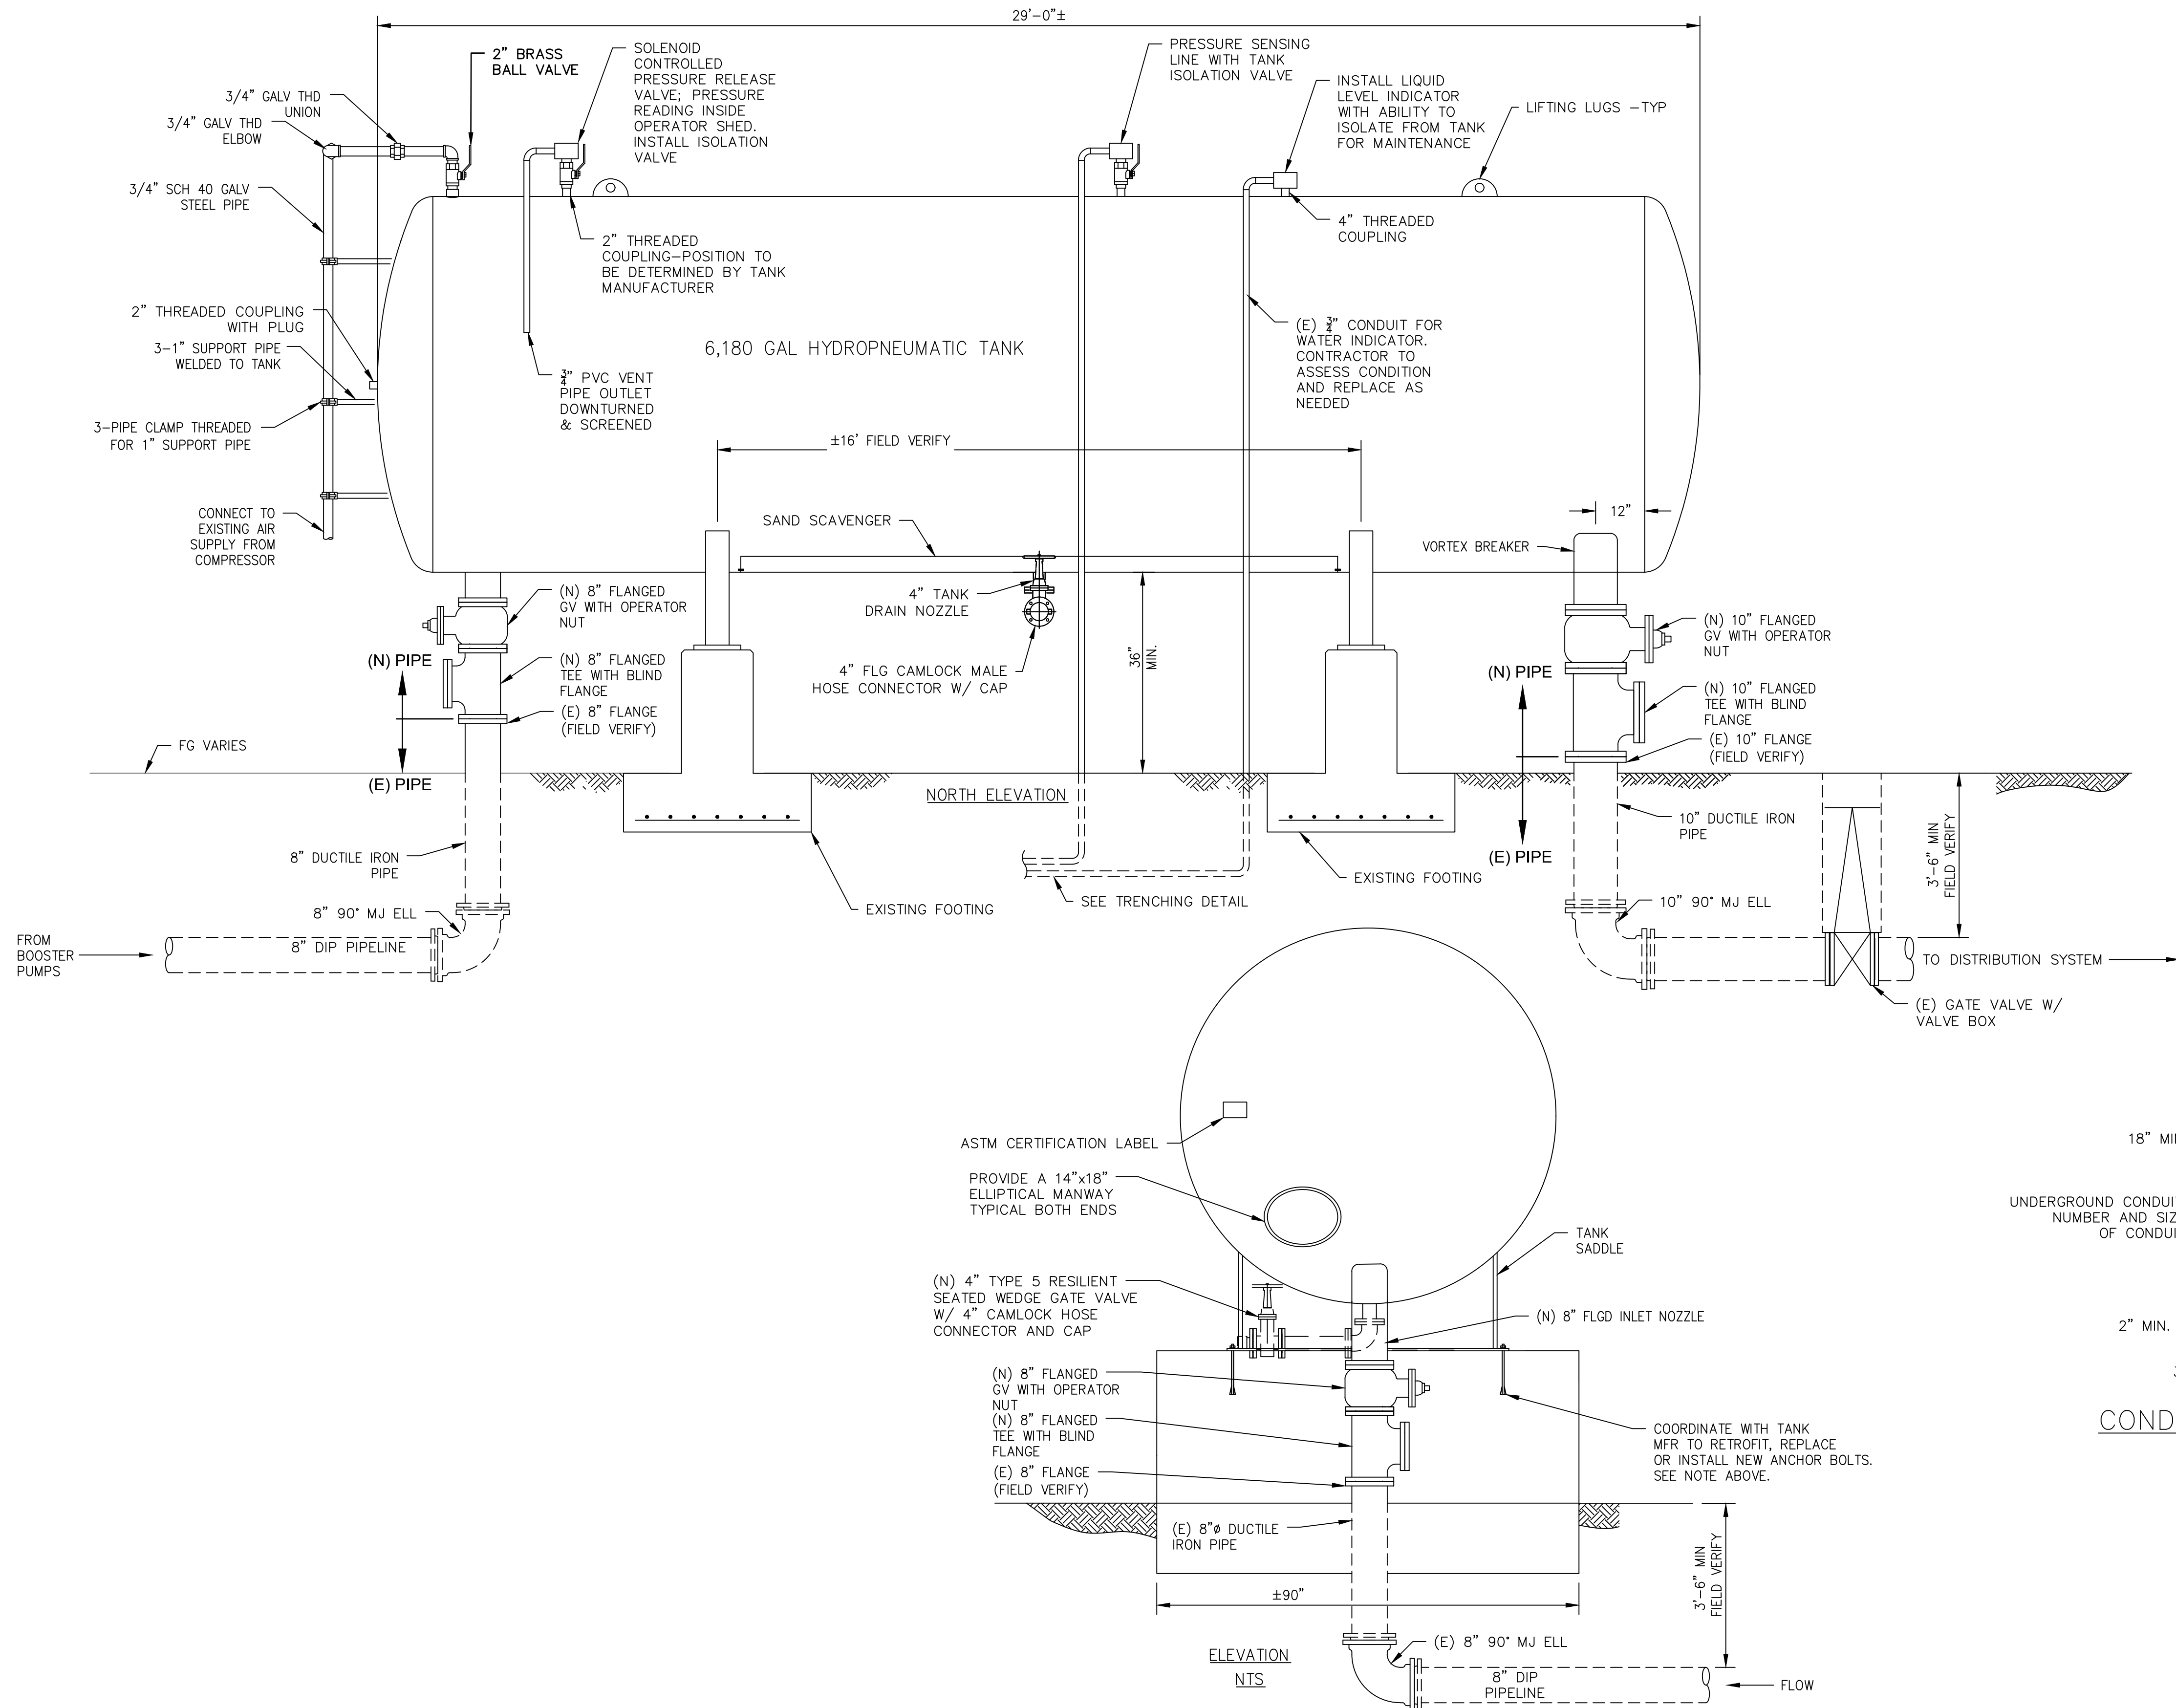 29'-0"±
2" BRASS
BALL VALVE
SOLENOID
CONTROLLED
PRESSURE RELEASE
VALVE; PRESSURE
READING INSIDE
OPERATOR SHED.
INSTALL ISOLATION
VALVE
PRESSURE SENSING
LINE WITH TANK
ISOLATION VALVE
INSTALL LIQUID
LEVEL INDICATOR
WITH ABILITY TO
ISOLATE FROM TANK
FOR MAINTENANCE
LIFTING LUGS -TYP
3/4" GALV THD
UNION
3/4" GALV THD
ELBOW
3/4" SCH 40 GALV
STEEL PIPE
2" THREADED
COUPLING-POSITION TO
BE DETERMINED BY TANK
MANUFACTURER
4" THREADED
COUPLING
2" THREADED COUPLING
WITH PLUG
3-1" SUPPORT PIPE
WELDED TO TANK
3-PIPE CLAMP THREADED
FOR 1" SUPPORT PIPE
CONNECT TO
EXISTING AIR
SUPPLY FROM
COMPRESSOR
6,180 GAL HYDROPNEUMATIC TANK
3/4" PVC VENT
PIPE OUTLET
DOWNTURNED
& SCREENED
(E) 3/4" CONDUIT FOR
WATER INDICATOR.
CONTRACTOR TO
ASSESS CONDITION
AND REPLACE AS
NEEDED
±16' FIELD VERIFY
SAND SCAVENGER
VORTEX BREAKER
12"
4" TANK
DRAIN NOZZLE
4" FLG CAMLOCK MALE
HOSE CONNECTOR W/ CAP
36"
MIN.
(N) 8" FLANGED
GV WITH OPERATOR
NUT
(N) PIPE
(N) 8" FLANGED
TEE WITH BLIND
FLANGE
(E) 8" FLANGE
(FIELD VERIFY)
(E) PIPE
FG VARIES
(N) 10" FLANGED
GV WITH OPERATOR
NUT
(N) PIPE
(N) 10" FLANGED
TEE WITH BLIND
FLANGE
(E) 10" FLANGE
(FIELD VERIFY)
(E) PIPE
NORTH ELEVATION
10" DUCTILE IRON
PIPE
3'-6" MIN
FIELD VERIFY
8" DUCTILE IRON
PIPE
8" 90° MJ ELL
EXISTING FOOTING
SEE TRENCHING DETAIL
EXISTING FOOTING
10" 90° MJ ELL
FROM
BOOSTER
PUMPS
8" DIP PIPELINE
TO DISTRIBUTION SYSTEM
(E) GATE VALVE W/
VALVE BOX
ASTM CERTIFICATION LABEL
PROVIDE A 14"x18"
ELLIPTICAL MANWAY
TYPICAL BOTH ENDS
TANK
SADDLE
(N) 4" TYPE 5 RESILIENT
SEATED WEDGE GATE VALVE
W/ 4" CAMLOCK HOSE
CONNECTOR AND CAP
(N) 8" FLGD INLET NOZZLE
(N) 8" FLANGED
GV WITH OPERATOR
NUT
(N) 8" FLANGED
TEE WITH BLIND
FLANGE
(E) 8" FLANGE
(FIELD VERIFY)
COORDINATE WITH TANK
MFR TO RETROFIT, REPLACE
OR INSTALL NEW ANCHOR BOLTS.
SEE NOTE ABOVE.
(E) 8"ø DUCTILE
IRON PIPE
±90"
3'-6" MIN
FIELD VERIFY
(E) 8" 90° MJ ELL
ELEVATION
NTS
8" DIP
PIPELINE
FLOW
18" MI
UNDERGROUND CONDUI
NUMBER AND SIZ
OF CONDUI
2" MIN.
COND